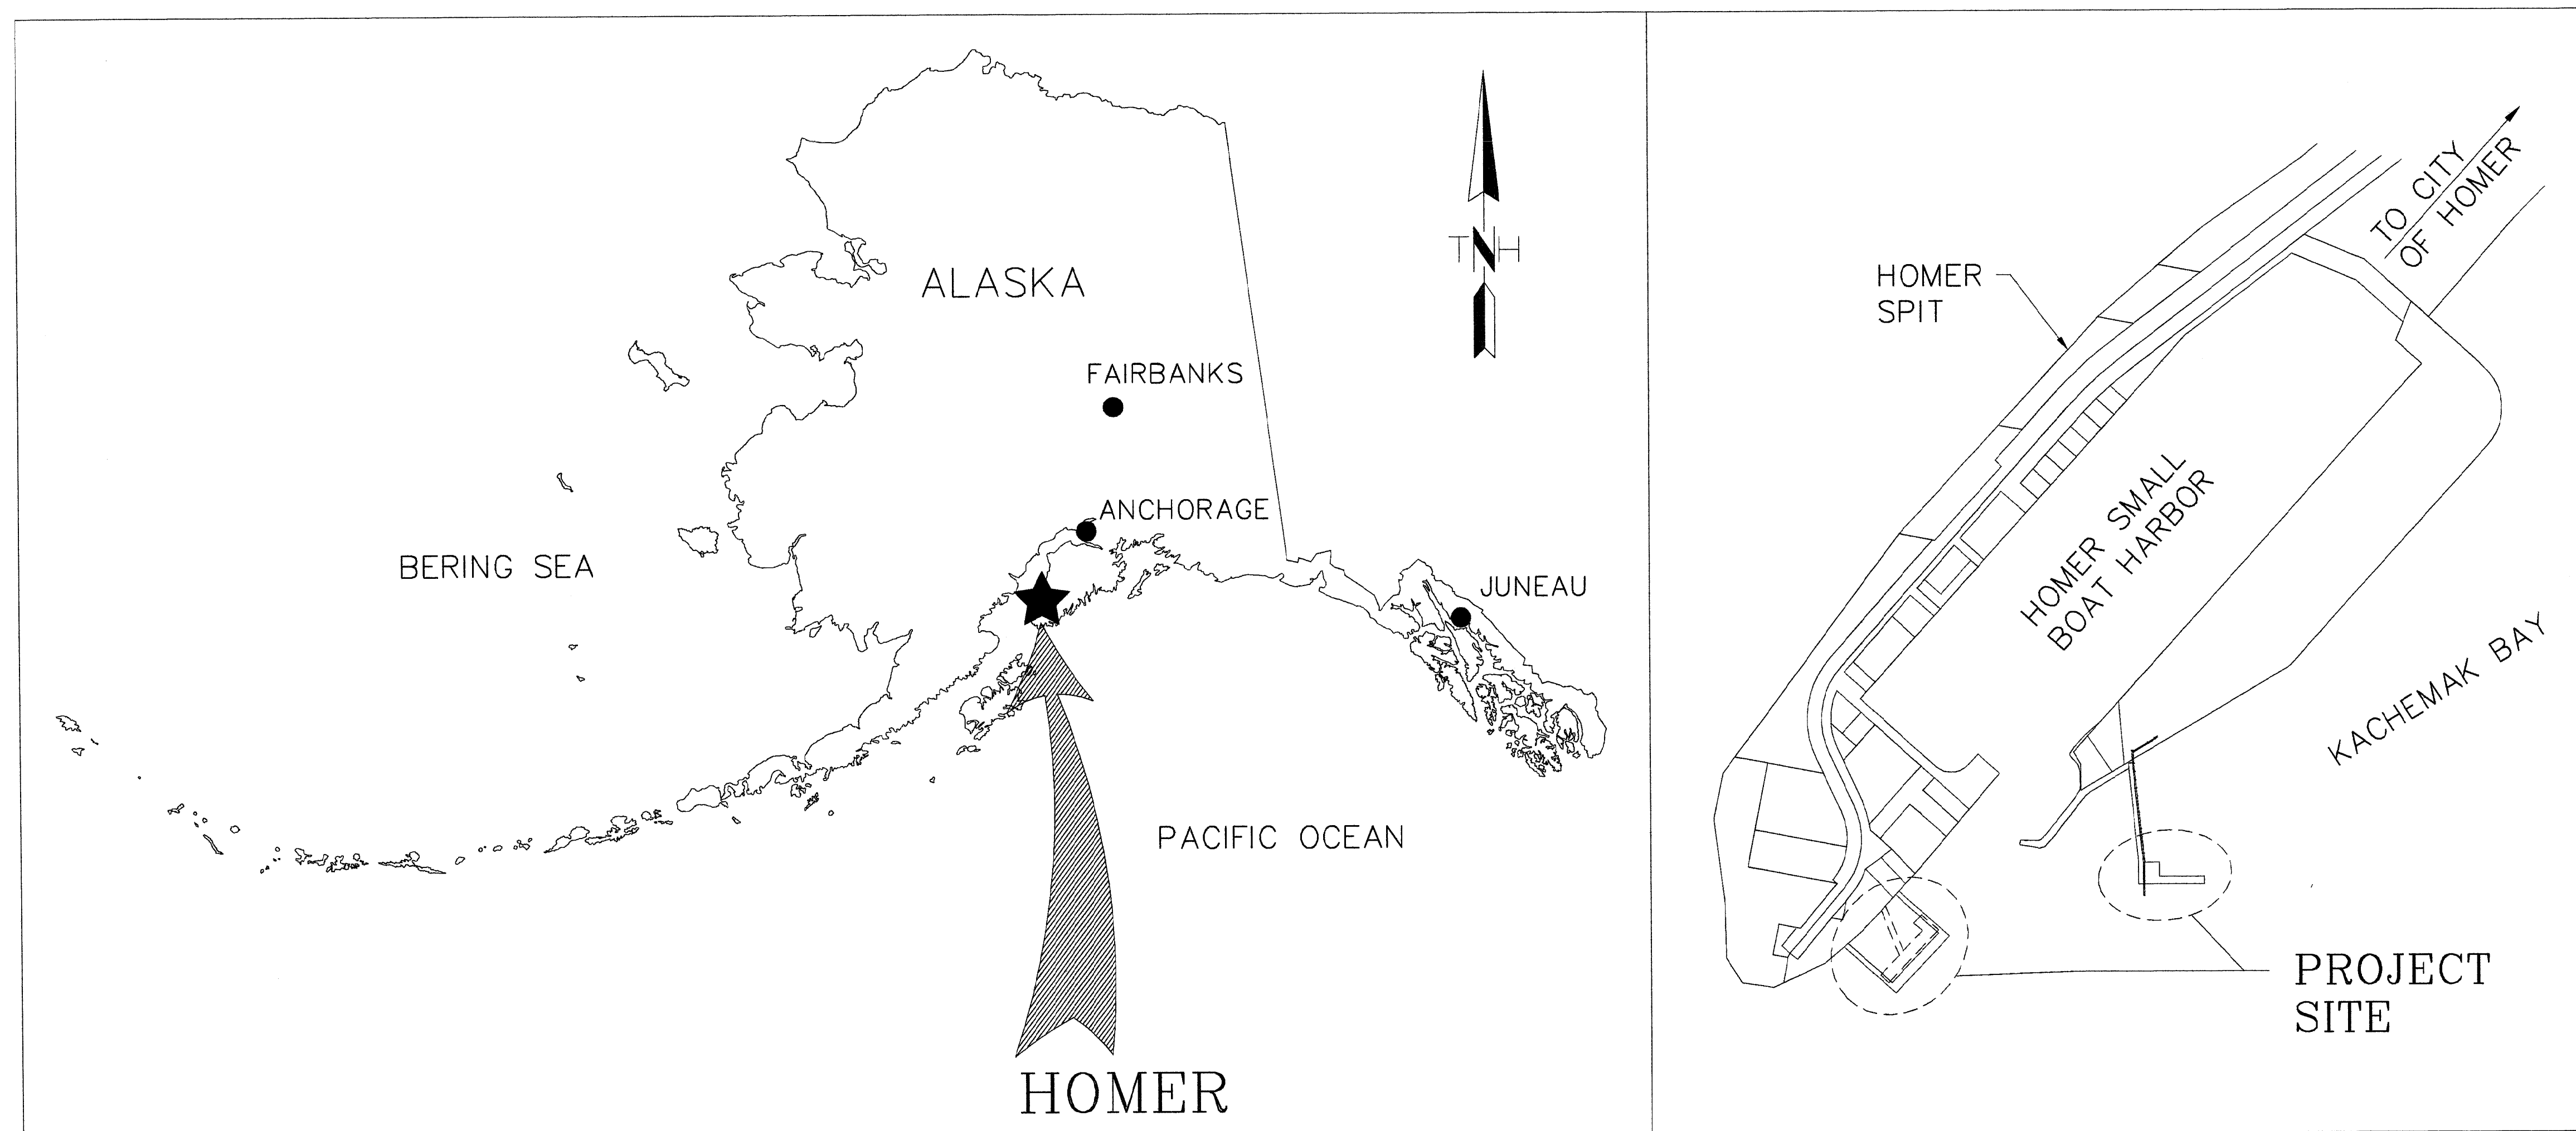 ALASKA
FAIRBANKS
ANCHORAGE
BERING SEA
JUNEAU
PACIFIC OCEAN
HOMER
TNH
TO CITY
OF HOMER
HOMER
SPIT
HOMER SMALL
BOAT HARBOR
KACHEMAK BAY
PROJECT
SITE